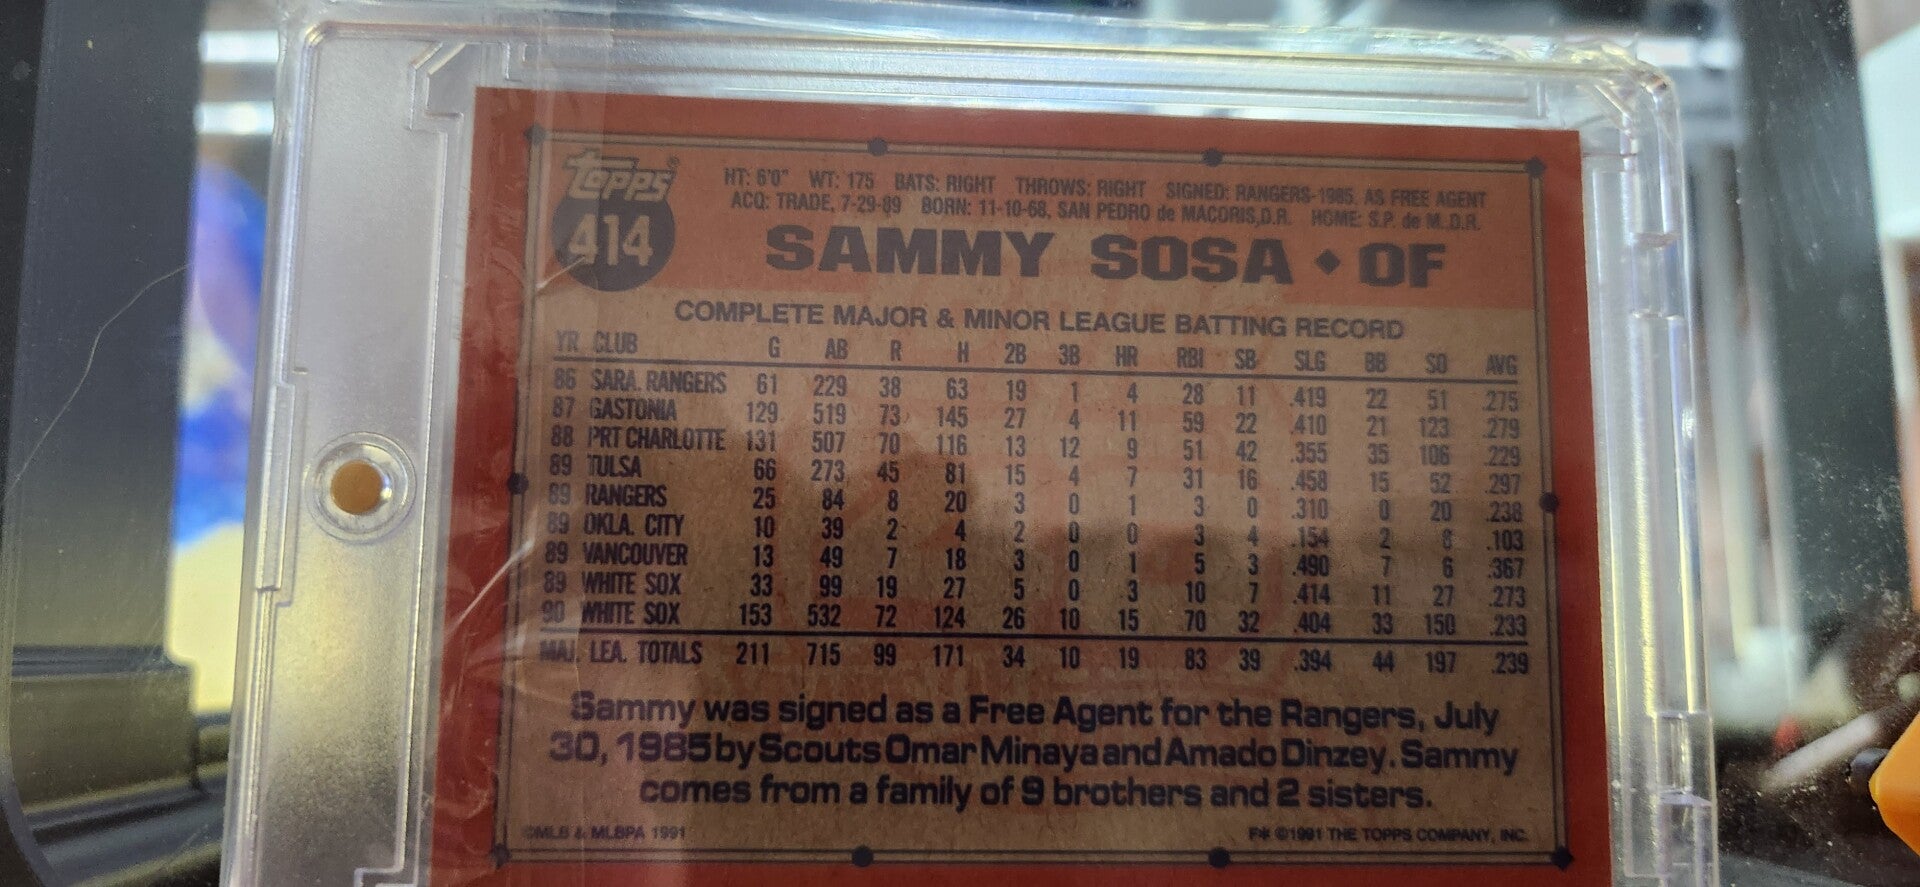 Topps®
414
HT: 6'0" WT: 175 BATS: RIGHT THROWS: RIGHT SIGNED: RANGERS-1985, AS FREE AGENT
ACQ: TRADE, 7-29-89 BORN: 11-10-68, SAN PEDRO de MACORIS,D.R. HOME: S.P. de M. D.R.
SAMMY SOSA ◆ OF
COMPLETE MAJOR & MINOR LEAGUE BATTING RECORD
YR CLUB G AB R H 2B 3B HR RBI SB SLG BB SO AVG
86 SARA. RANGERS 61 229 38 63 19 1 4 28 11 .419 22 51 .275
87 GASTONIA 129 519 73 145 27 4 11 59 22 .410 21 123 .279
88 PRT CHARLOTTE 131 507 70 116 13 12 9 51 42 .355 35 106 .229
89 TULSA 66 273 45 81 15 4 7 31 16 .458 15 52 .297
89 RANGERS 25 84 8 20 3 0 1 3 0 .310 0 20 .238
89 OKLA. CITY 10 39 2 4 2 0 0 3 4 .154 2 8 .103
89 VANCOUVER 13 49 7 18 3 0 1 5 3 .490 7 6 .367
89 WHITE SOX 33 99 19 27 5 0 3 10 7 .414 11 27 .273
90 WHITE SOX 153 532 72 124 26 10 15 70 32 .404 33 150 .233
MAJ. LEA. TOTALS 211 715 99 171 34 10 19 83 39 .394 44 197 .239
Sammy was signed as a Free Agent for the Rangers, July
30, 1985 by Scouts Omar Minaya and Amado Dinzey. Sammy
comes from a family of 9 brothers and 2 sisters.
©MLB & MLBPA 1991 F* ©1991 THE TOPPS COMPANY, INC.